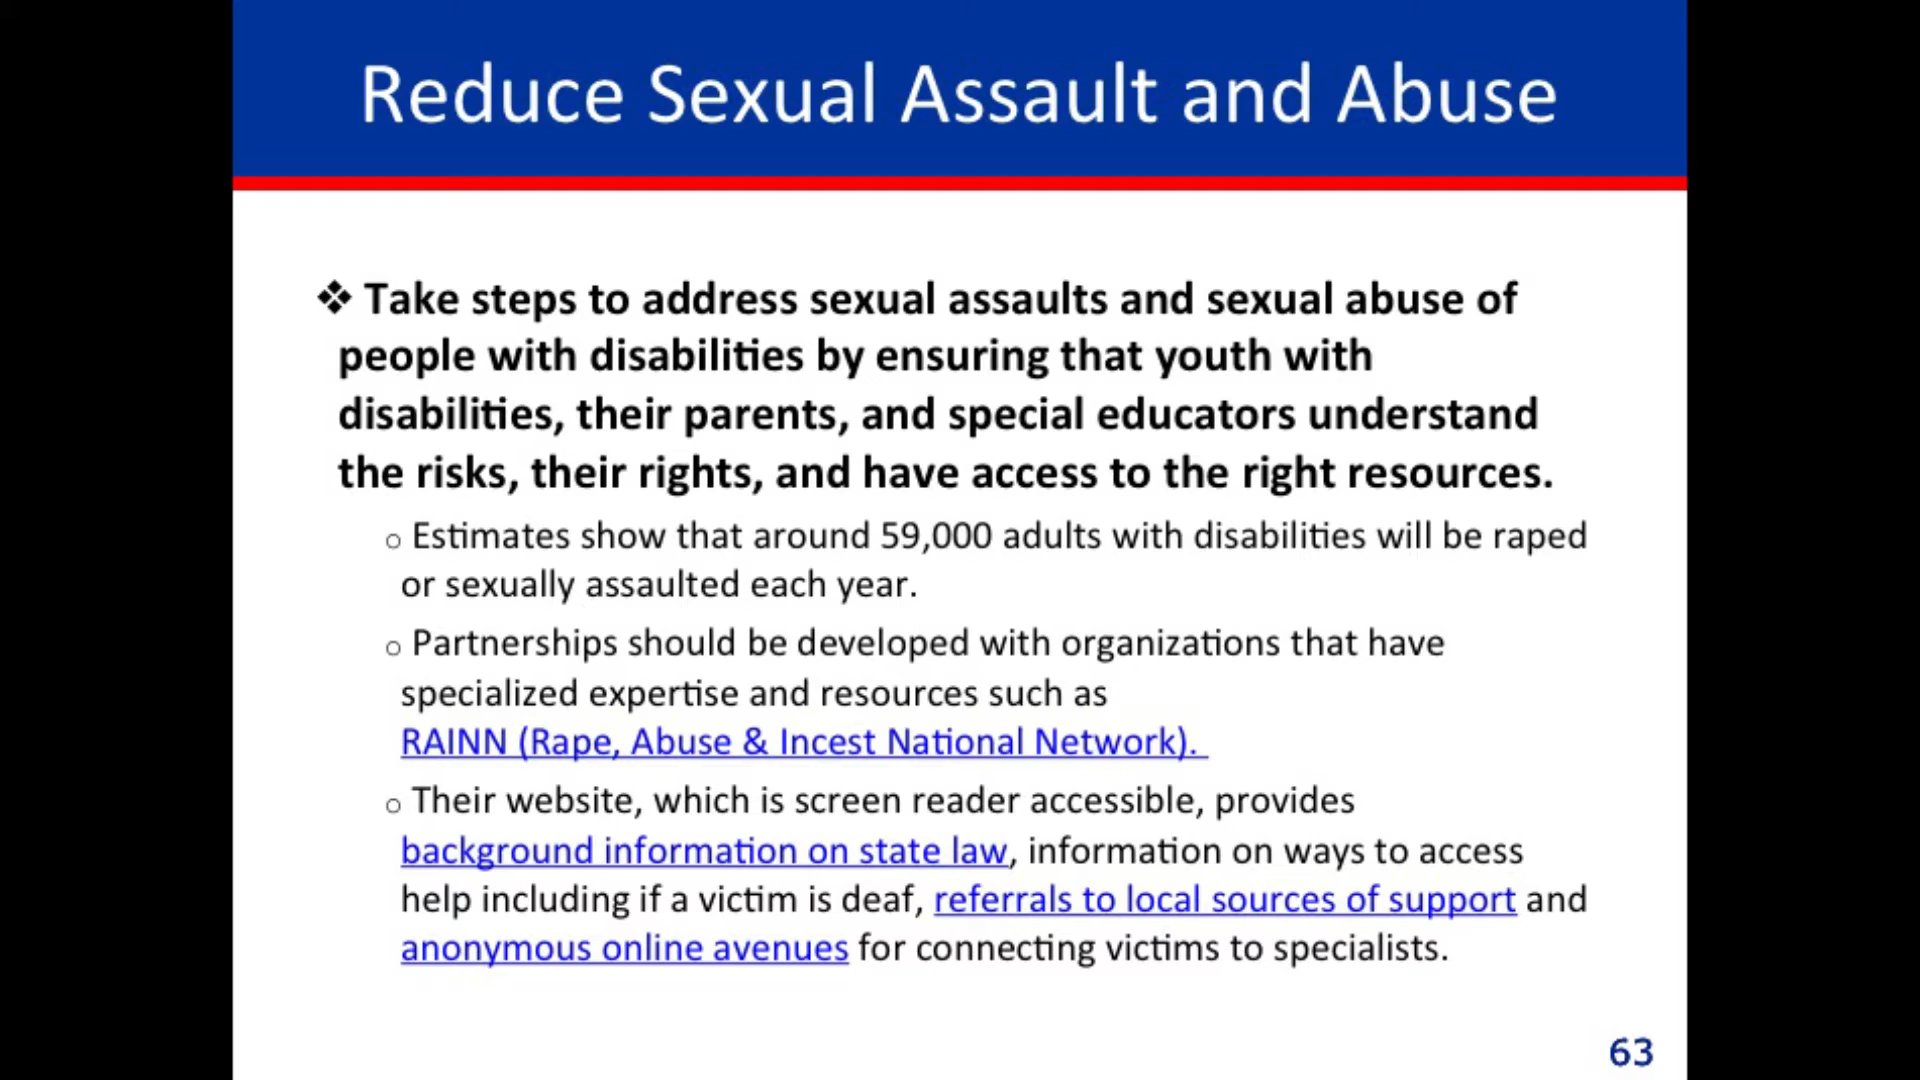 Reduce Sexual Assault and Abuse
❖ Take steps to address sexual assaults and sexual abuse of
people with disabilities by ensuring that youth with
disabilities, their parents, and special educators understand
the risks, their rights, and have access to the right resources.
o Estimates show that around 59,000 adults with disabilities will be raped
or sexually assaulted each year.
o Partnerships should be developed with organizations that have
specialized expertise and resources such as
RAINN (Rape, Abuse & Incest National Network).
o Their website, which is screen reader accessible, provides
background information on state law, information on ways to access
help including if a victim is deaf, referrals to local sources of support and
anonymous online avenues for connecting victims to specialists.
63